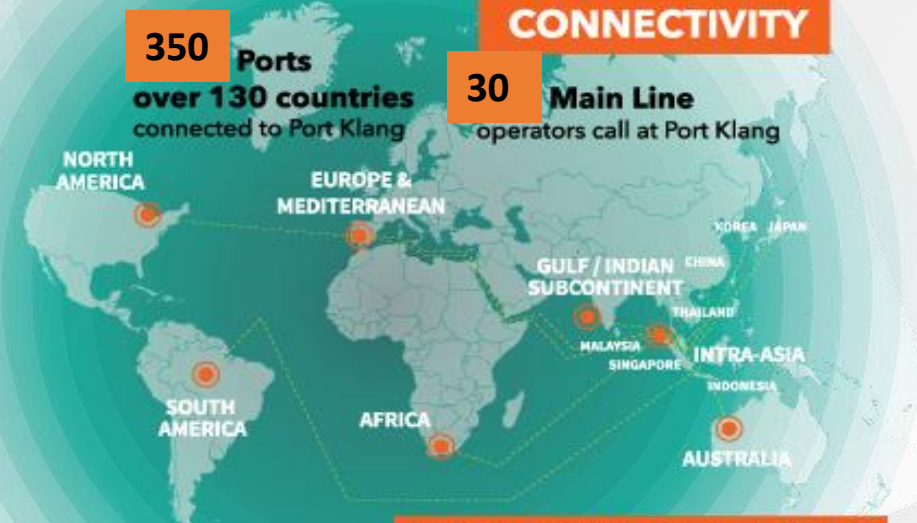 CONNECTIVITY
350 Ports
over 130 countries
connected to Port Klang
30 Main Line
operators call at Port Klang
NORTH
AMERICA
EUROPE &
MEDITERRANEAN
KOREA JAPAN
CHINA
GULF / INDIAN
SUBCONTINENT
THAILAND
MALAYSIA
SINGAPORE
INTRA-ASIA
INDONESIA
SOUTH
AMERICA
AFRICA
AUSTRALIA